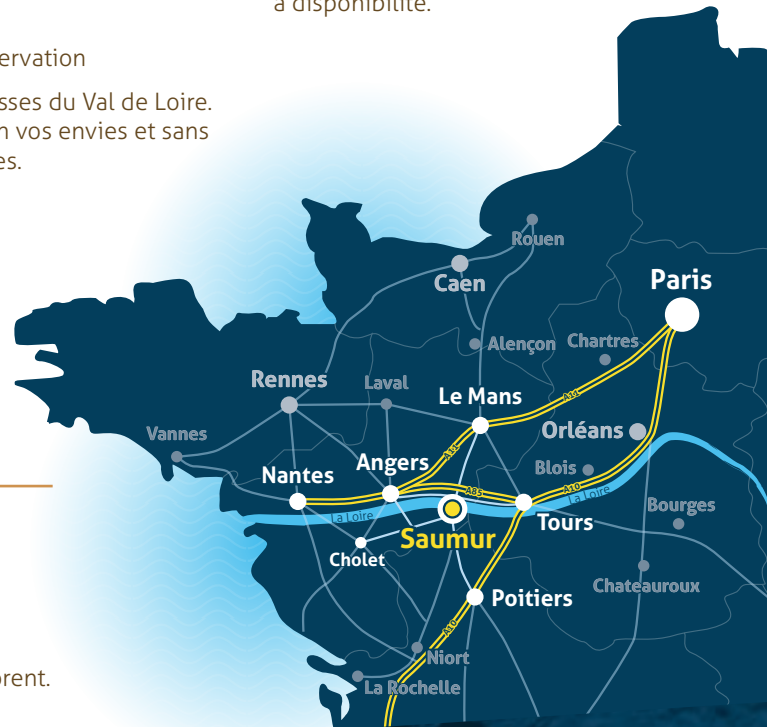 à disponibilité.
ervation
sses du Val de Loire.
n vos envies et sans
es.
Rouen
Caen
Paris
Alençon
Chartres
A11
Rennes
Laval
Le Mans
Vannes
Orléans
A11
Angers
Blois
Nantes
A85
A10
La Loire
La Loire
Bourges
Tours
Saumur
Cholet
Chateauroux
Poitiers
A10
Niort
La Rochelle
rent.